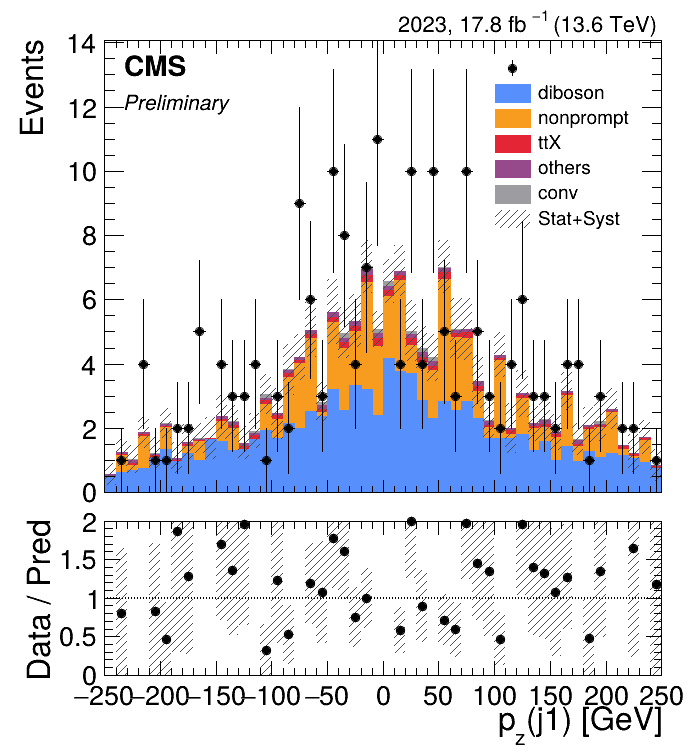 2023, 17.8 fb⁻¹ (13.6 TeV)
Events
14
12
10
8
6
4
2
0
CMS
Preliminary
diboson
nonprompt
ttX
others
conv
Stat+Syst
Data / Pred
2
1.5
1
0.5
0
−250 −200 −150 −100 −50 0 50 100 150 200 250
p_z(j1) [GeV]